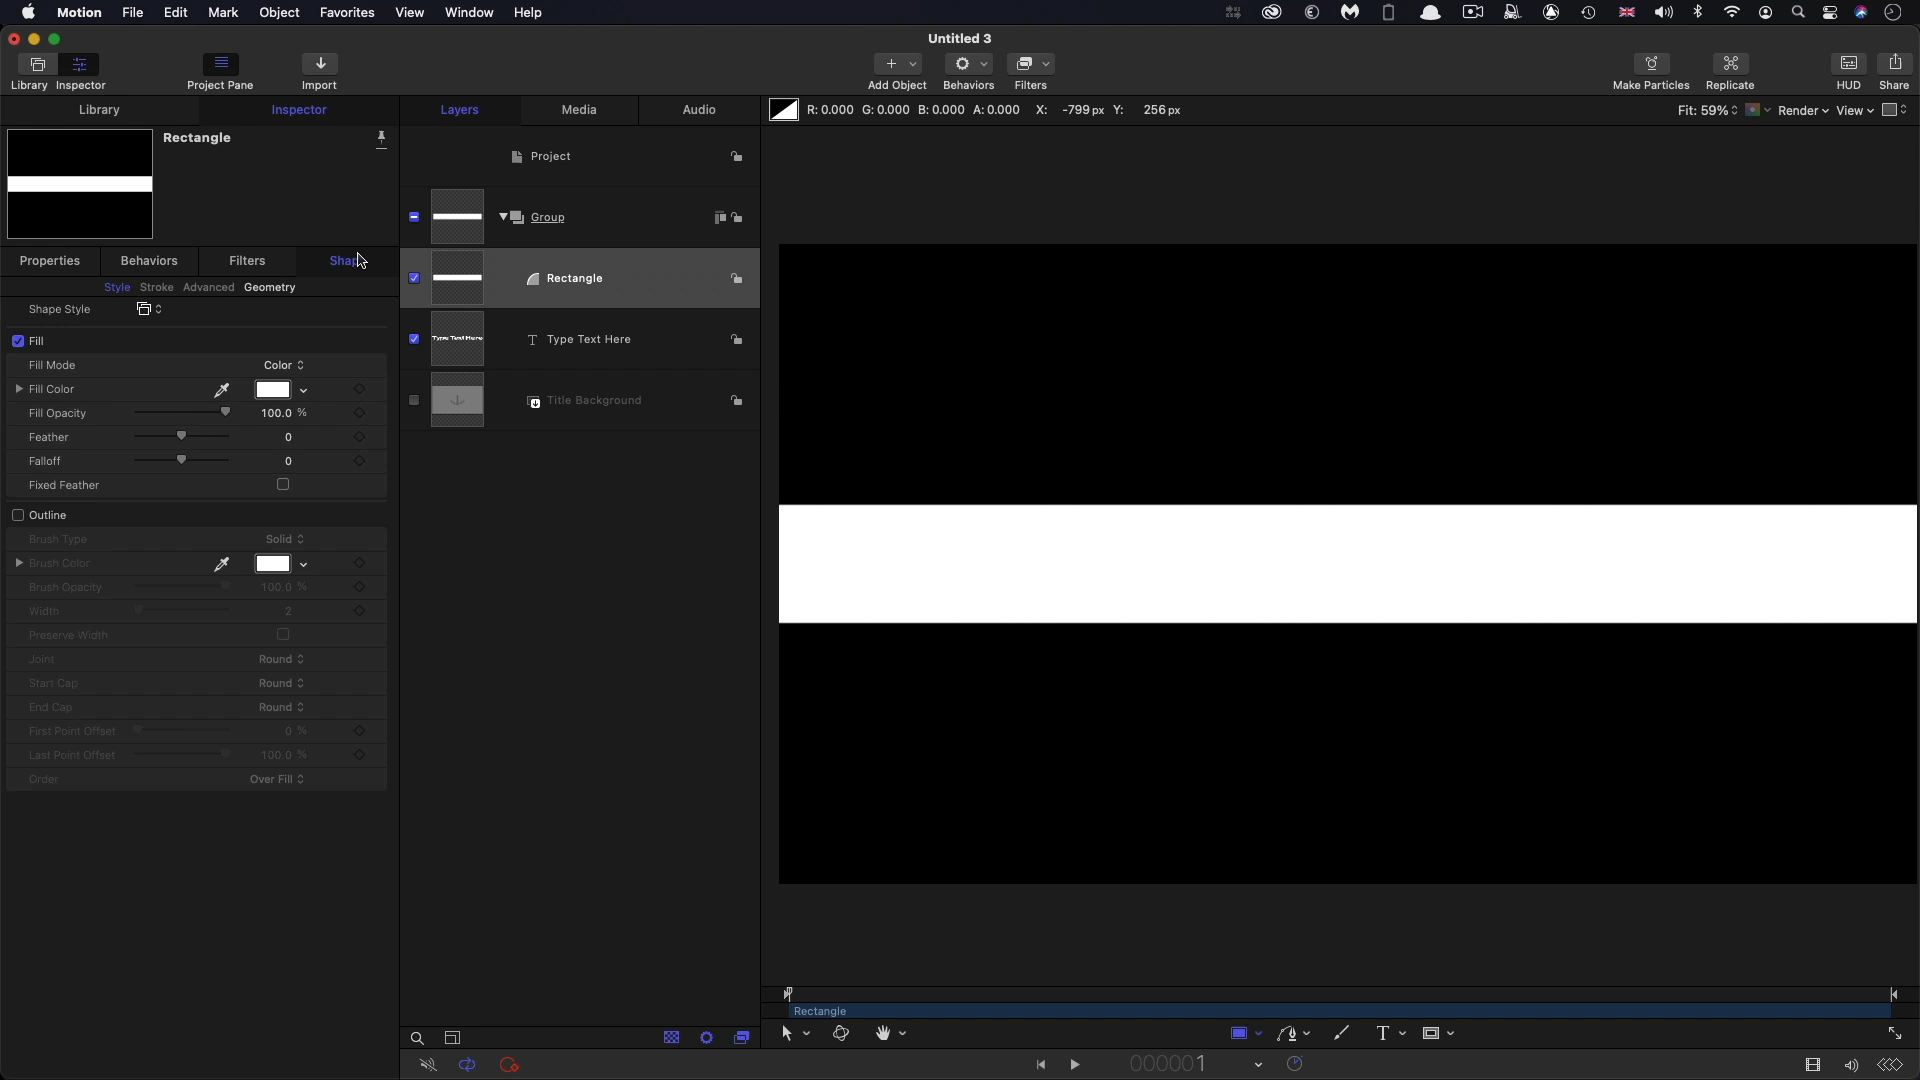 Motion File Edit Mark Object Favorites View Window Help
Untitled 3
Library Inspector Project Pane Import Add Object Behaviors Filters Make Particles Replicate HUD Share
Library Inspector Layers Media Audio R: 0.000 G: 0.000 B: 0.000 A: 0.000 X: -799 px Y: 256 px Fit: 59% Render View
Rectangle
Project
Group
Properties Behaviors Filters Shap
Rectangle
Style Stroke Advanced Geometry
Shape Style
Fill
Type Text Here Type Text Here
Fill Mode Color
Fill Color
Title Background
Fill Opacity 100.0 %
Feather 0
Falloff 0
Fixed Feather
Outline
Brush Type Solid
Brush Color
Brush Opacity 100.0 %
Width 2
Preserve Width
Joint Round
Start Cap Round
End Cap Round
First Point Offset 0 %
Last Point Offset 100.0 %
Order Over Fill
Rectangle
T
0000001